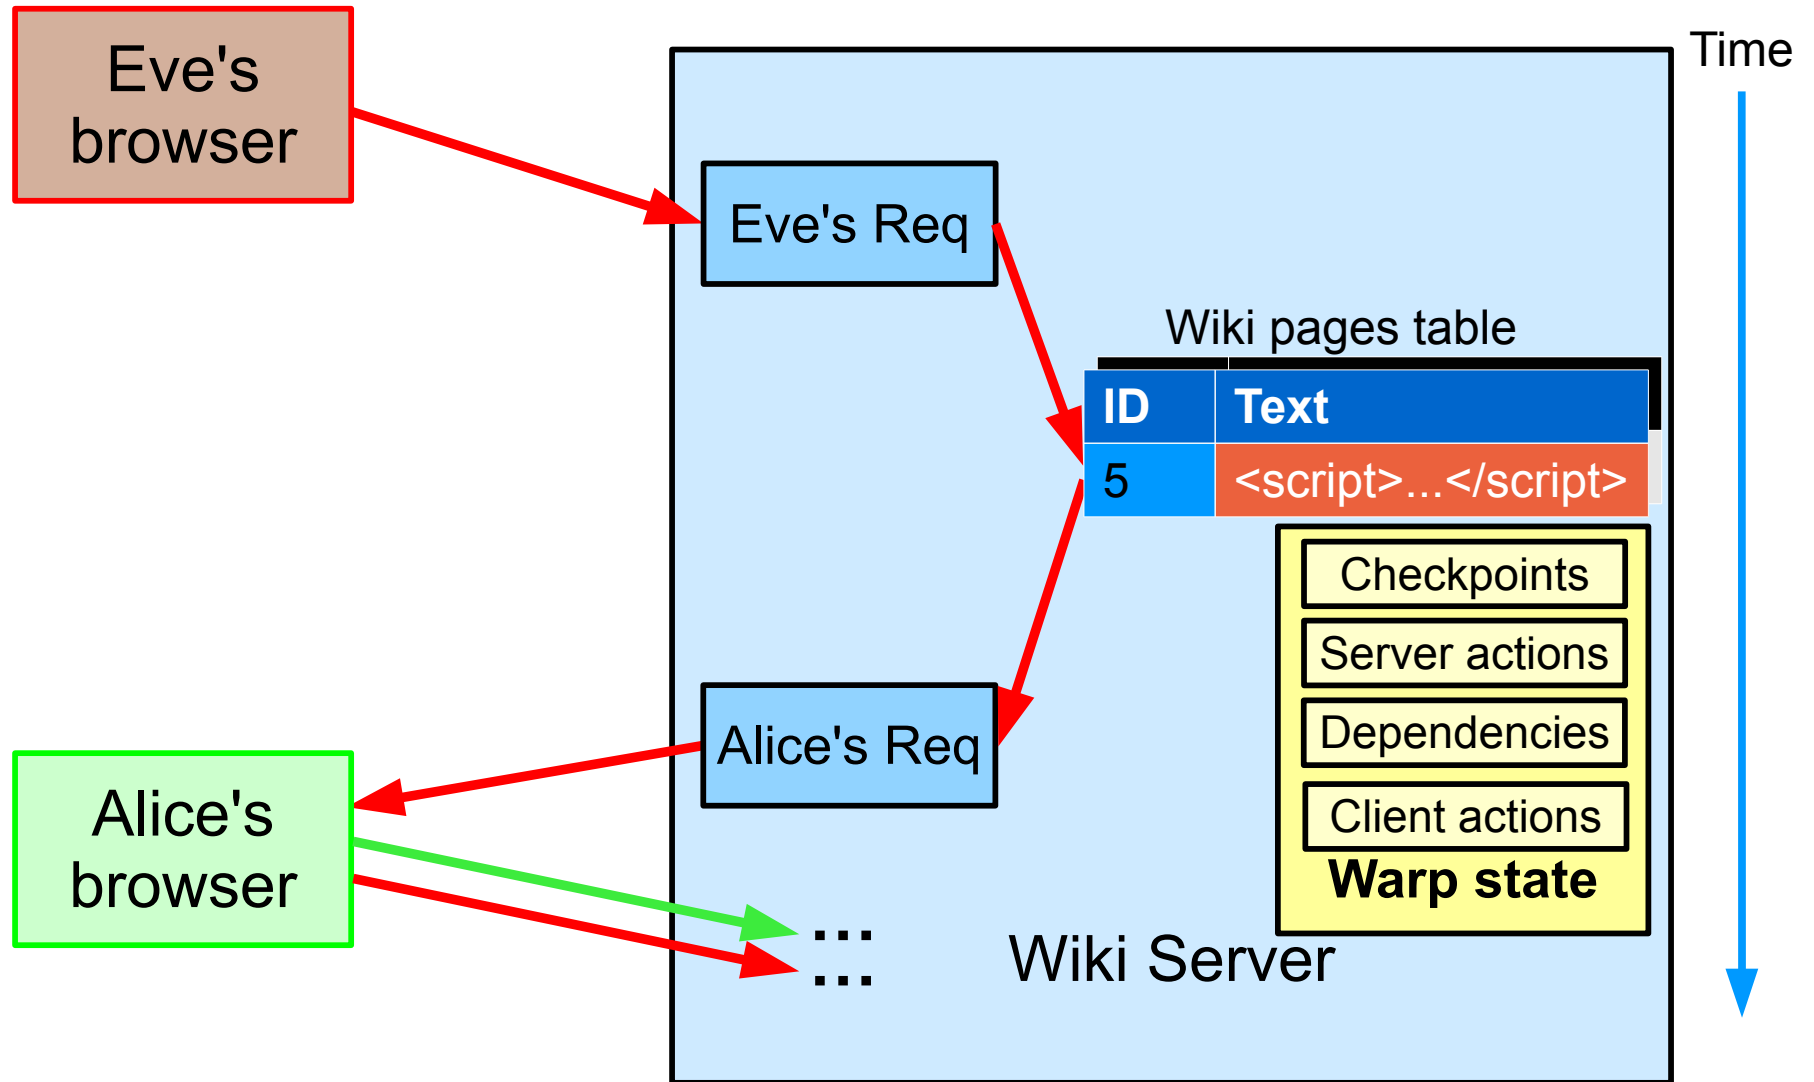 Eve's
browser
Time
Eve's Req
Wiki pages table
ID Text
5 <script>...</script>
Checkpoints
Server actions
Dependencies
Client actions
Warp state
Alice's Req
Alice's
browser
...
...
Wiki Server